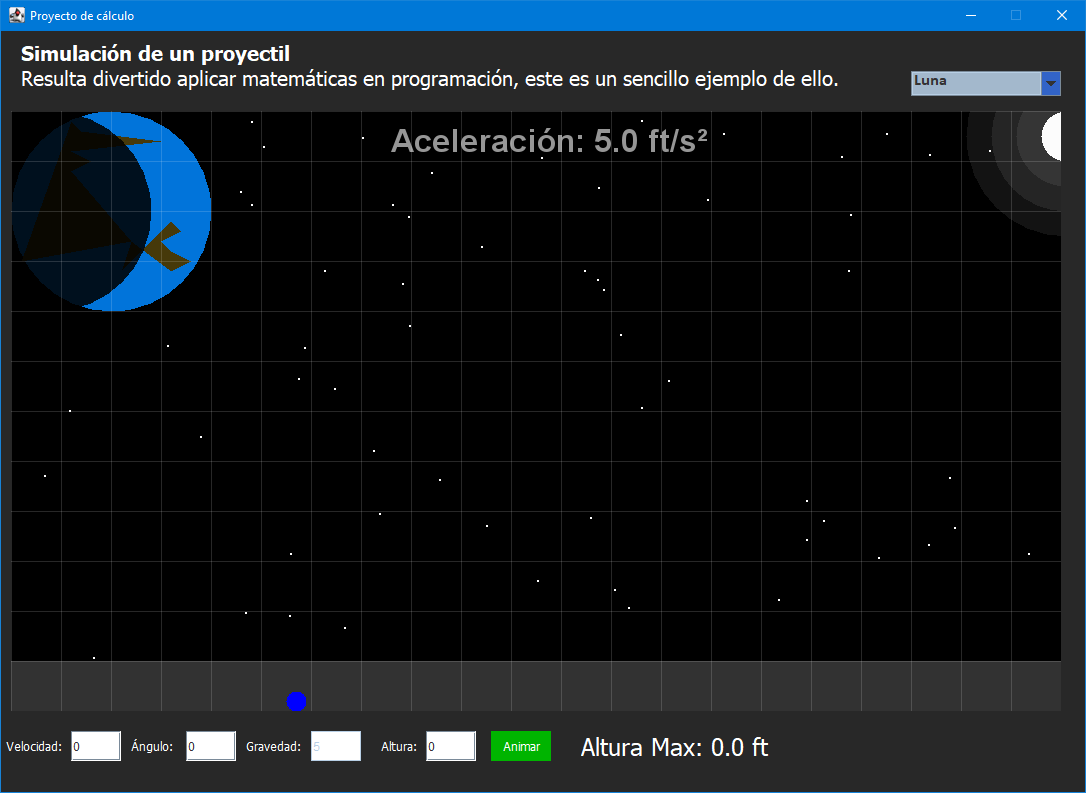 Proyecto de cálculo
Simulación de un proyectil
Resulta divertido aplicar matemáticas en programación, este es un sencillo ejemplo de ello.
Luna
Aceleración: 5.0 ft/s²
Velocidad: 0 Ángulo: 0 Gravedad: 5 Altura: 0 Animar Altura Max: 0.0 ft